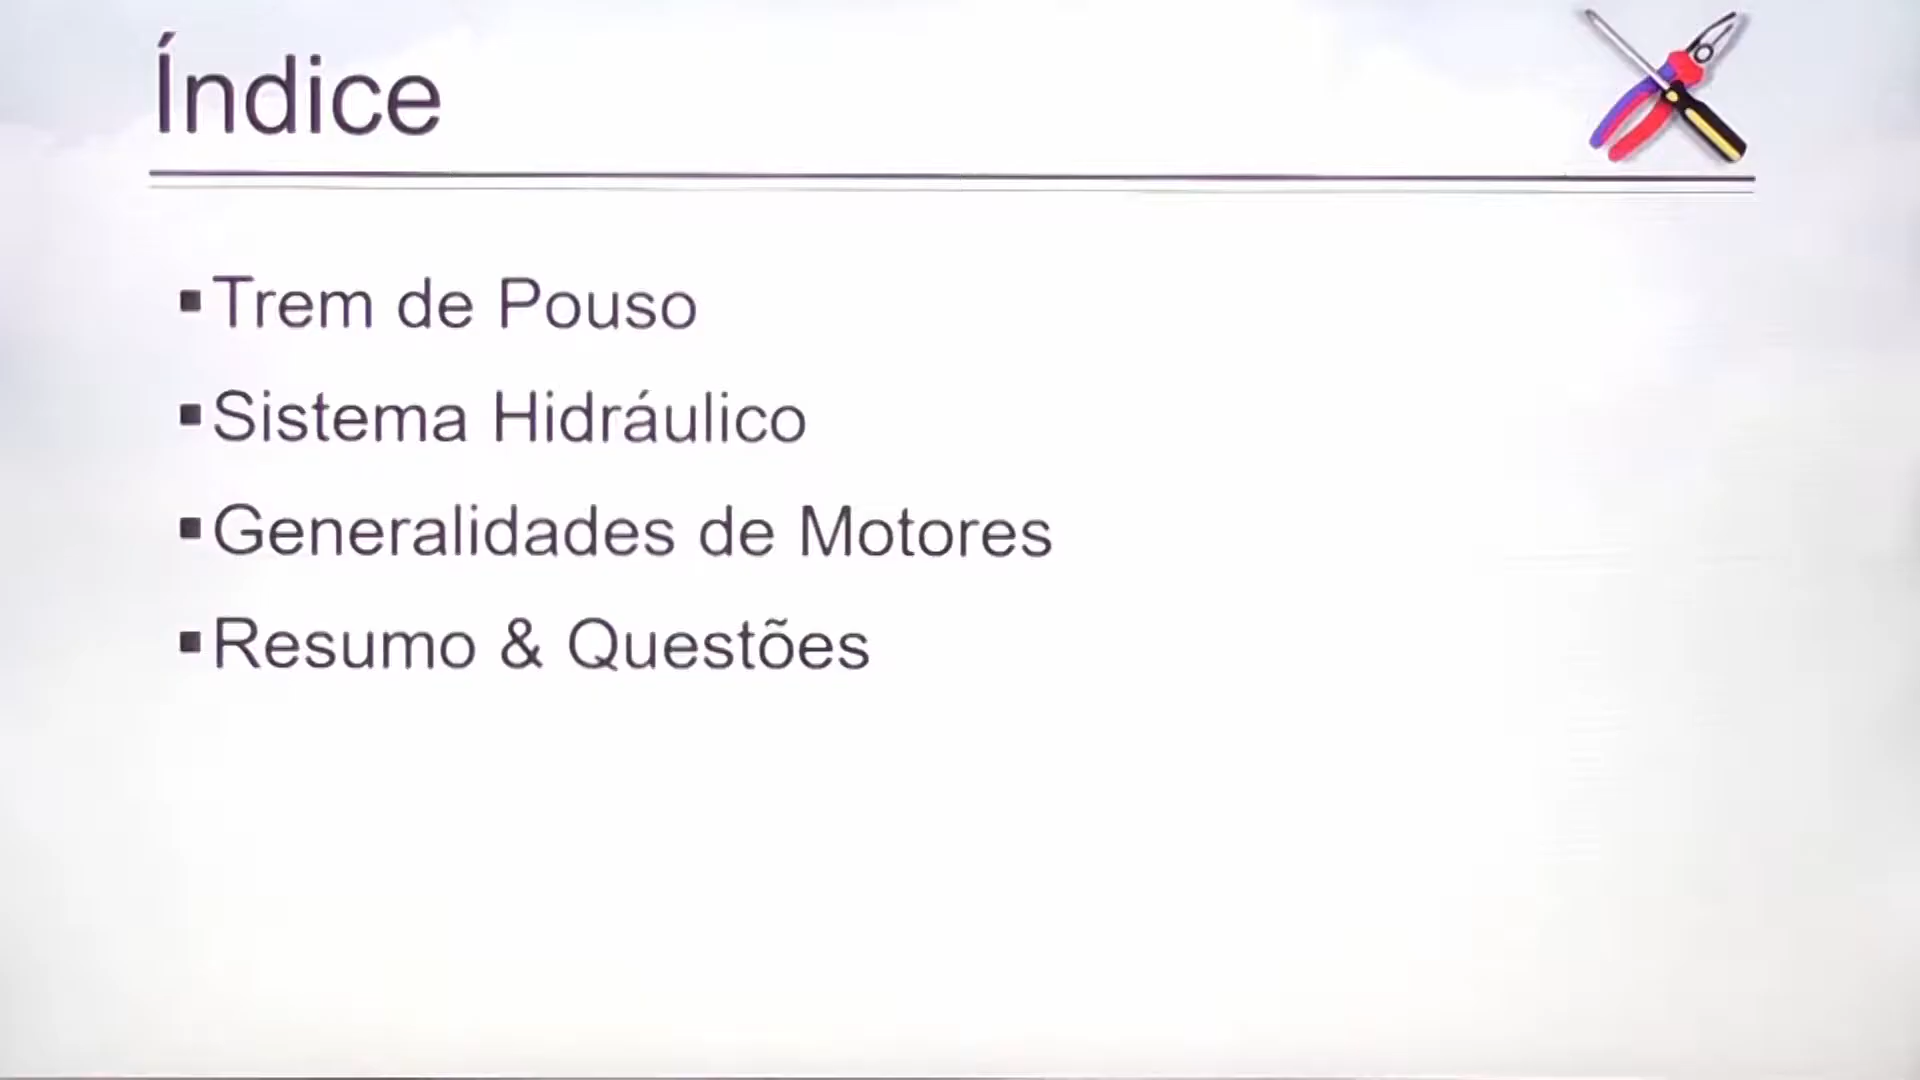 Índice
▪Trem de Pouso
▪Sistema Hidráulico
▪Generalidades de Motores
▪Resumo & Questões